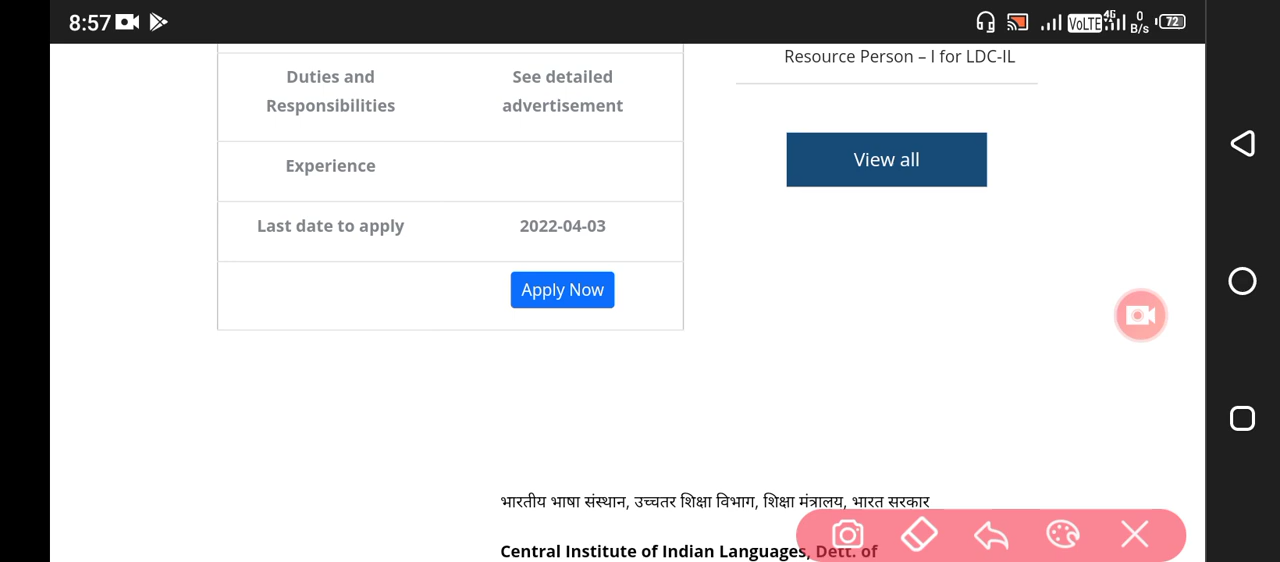 8:57
VoLTE 4G 0 B/s 72
Resource Person – I for LDC-IL
Duties and
Responsibilities
See detailed
advertisement
View all
Experience
Last date to apply
2022-04-03
Apply Now
भारतीय भाषा संस्थान, उच्चतर शिक्षा विभाग, शिक्षा मंत्रालय, भारत सरकार
Central Institute of Indian Languages, Dett. of